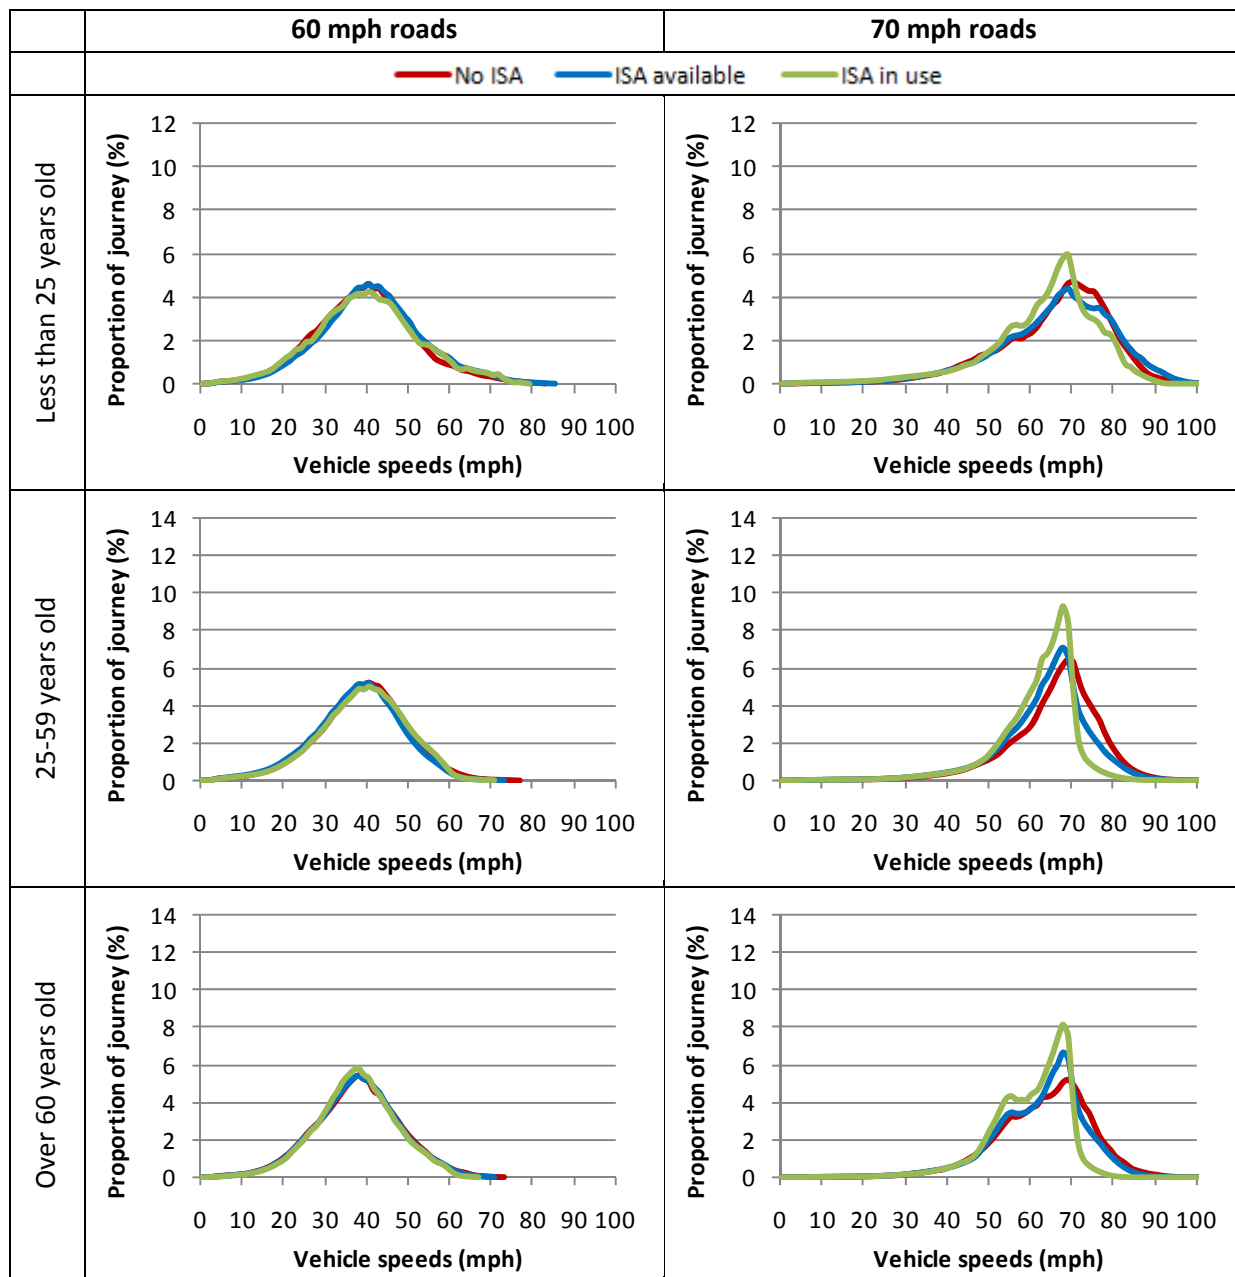 60 mph roads 70 mph roads
No ISA ISA available ISA in use
Less than 25 years old
Proportion of journey (%)
12
10
8
6
4
2
0
0 10 20 30 40 50 60 70 80 90 100
Vehicle speeds (mph)
Proportion of journey (%)
12
10
8
6
4
2
0
0 10 20 30 40 50 60 70 80 90 100
Vehicle speeds (mph)
25-59 years old
Proportion of journey (%)
14
12
10
8
6
4
2
0
0 10 20 30 40 50 60 70 80 90 100
Vehicle speeds (mph)
Proportion of journey (%)
14
12
10
8
6
4
2
0
0 10 20 30 40 50 60 70 80 90 100
Vehicle speeds (mph)
Over 60 years old
Proportion of journey (%)
14
12
10
8
6
4
2
0
0 10 20 30 40 50 60 70 80 90 100
Vehicle speeds (mph)
Proportion of journey (%)
14
12
10
8
6
4
2
0
0 10 20 30 40 50 60 70 80 90 100
Vehicle speeds (mph)